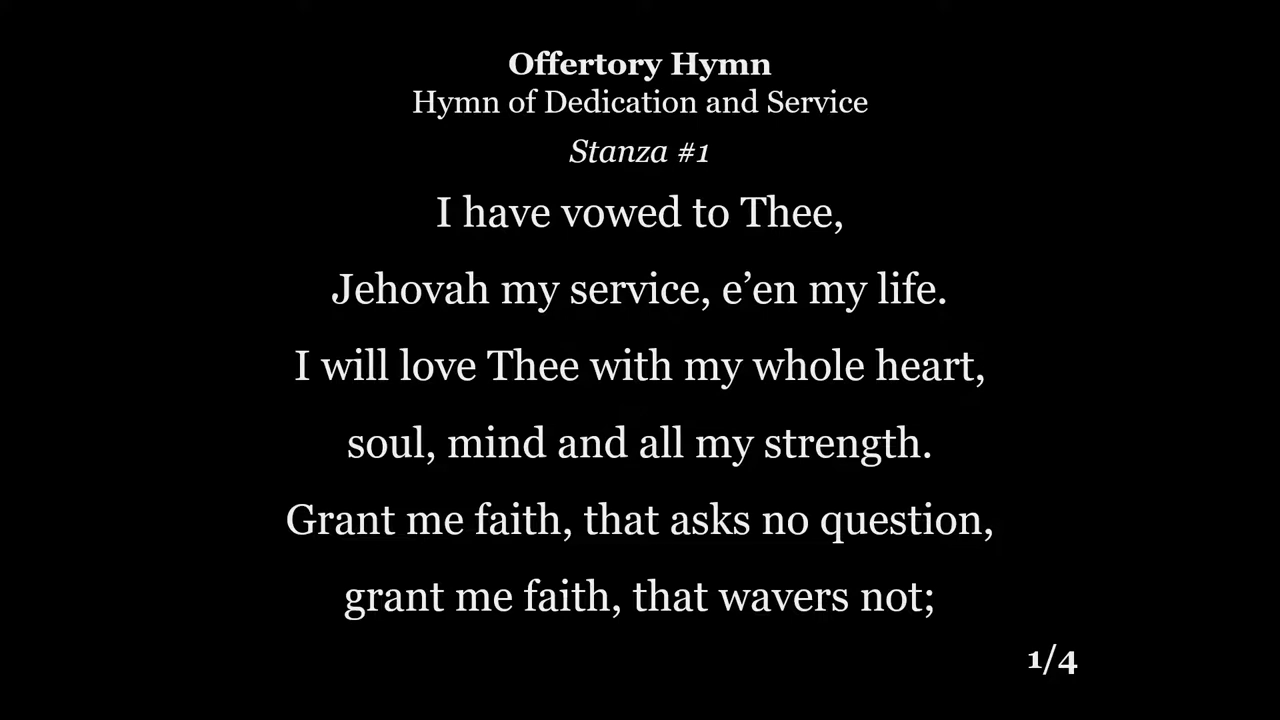 Offertory Hymn
Hymn of Dedication and Service
Stanza #1
I have vowed to Thee,
Jehovah my service, e’en my life.
I will love Thee with my whole heart,
soul, mind and all my strength.
Grant me faith, that asks no question,
grant me faith, that wavers not;
1/4